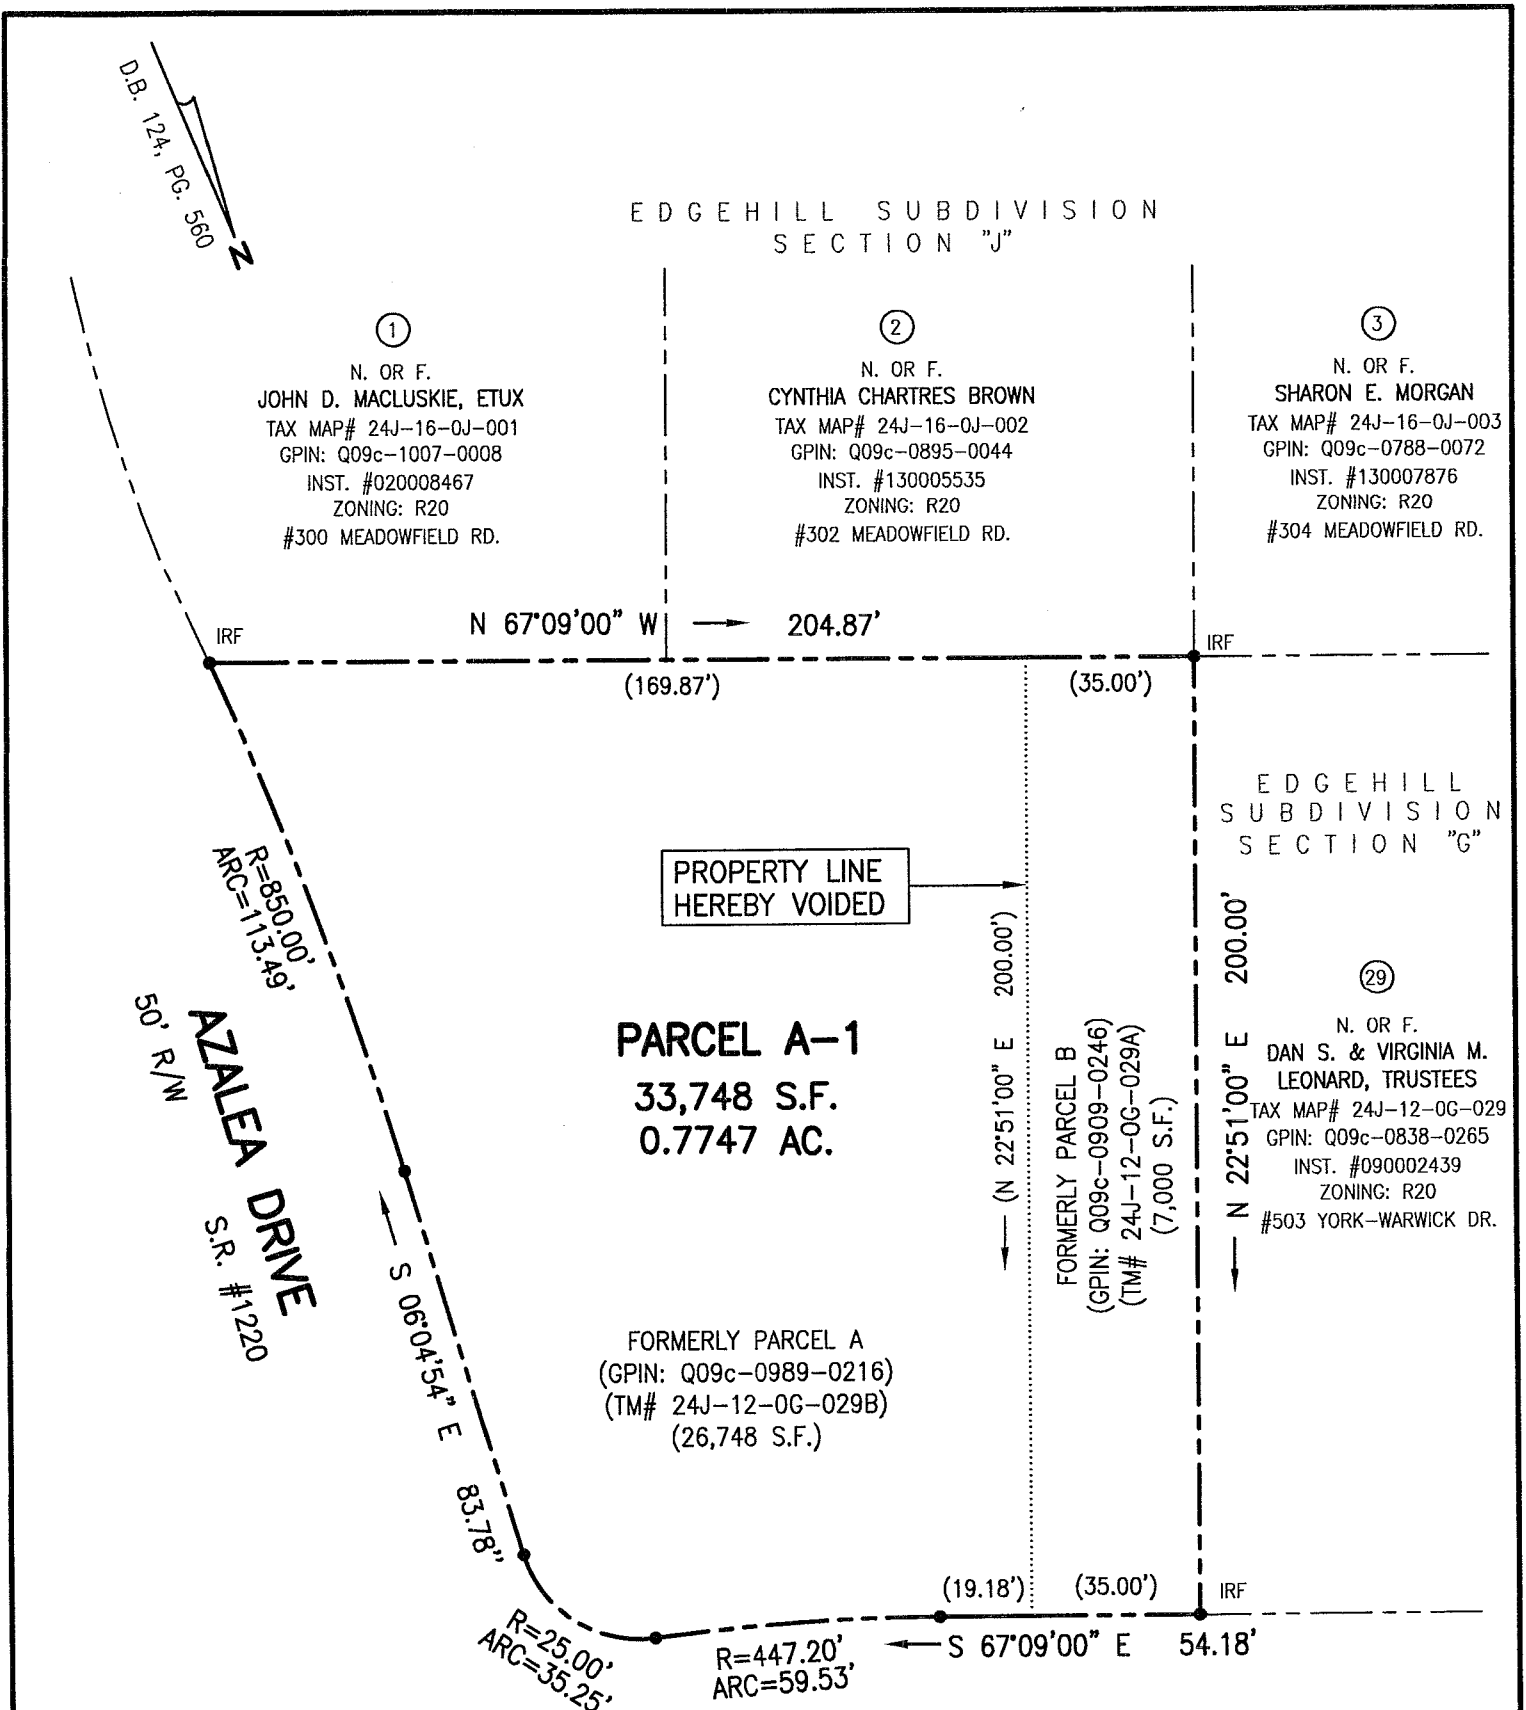 D.B. 124, PG. 560
N
EDGEHILL SUBDIVISION
SECTION "J"
1
N. OR F.
JOHN D. MACLUSKIE, ETUX
TAX MAP# 24J-16-0J-001
GPIN: Q09c-1007-0008
INST. #020008467
ZONING: R20
#300 MEADOWFIELD RD.
2
N. OR F.
CYNTHIA CHARTRES BROWN
TAX MAP# 24J-16-0J-002
GPIN: Q09c-0895-0044
INST. #130005535
ZONING: R20
#302 MEADOWFIELD RD.
3
N. OR F.
SHARON E. MORGAN
TAX MAP# 24J-16-0J-003
GPIN: Q09c-0788-0072
INST. #130007876
ZONING: R20
#304 MEADOWFIELD RD.
IRF
N 67°09'00" W → 204.87'
IRF
(169.87')
(35.00')
EDGEHILL
SUBDIVISION
SECTION "G"
PROPERTY LINE
HEREBY VOIDED
R=850.00'
ARC=113.49'
AZALEA DRIVE
50' R/W
S.R. #1220
PARCEL A-1
33,748 S.F.
0.7747 AC.
(N 22°51'00" E 200.00')
FORMERLY PARCEL B
(GPIN: Q09c-0909-0246)
(TM# 24J-12-0G-029A)
(7,000 S.F.)
N 22°51'00" E 200.00'
29
N. OR F.
DAN S. & VIRGINIA M.
LEONARD, TRUSTEES
TAX MAP# 24J-12-0G-029
GPIN: Q09c-0838-0265
INST. #090002439
ZONING: R20
#503 YORK-WARWICK DR.
S 06°04'54" E 83.78"
FORMERLY PARCEL A
(GPIN: Q09c-0989-0216)
(TM# 24J-12-0G-029B)
(26,748 S.F.)
(19.18')
(35.00')
IRF
R=25.00'
ARC=35.25'
R=447.20'
ARC=59.53'
S 67°09'00" E 54.18'